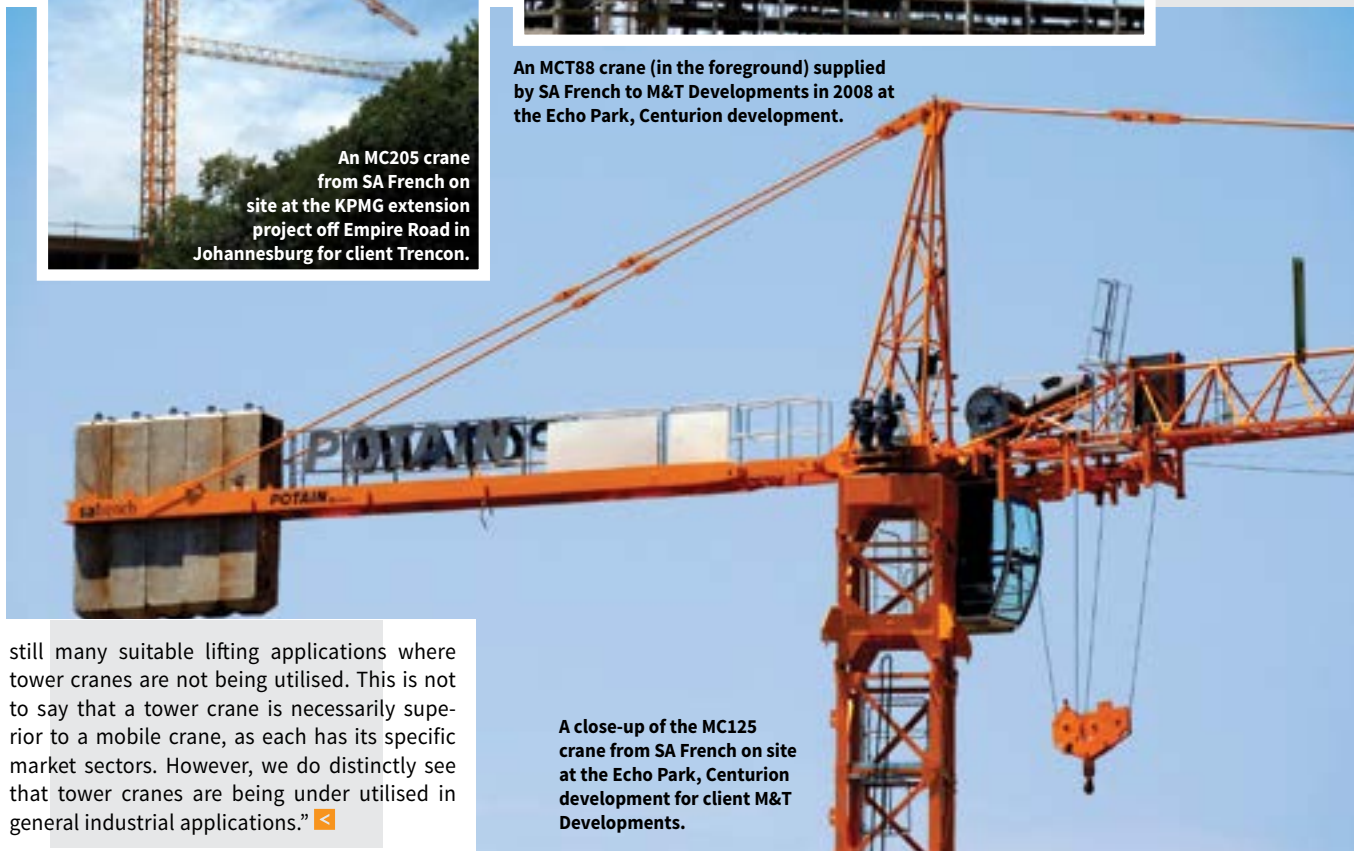 An MCT88 crane (in the foreground) supplied
by SA French to M&T Developments in 2008 at
the Echo Park, Centurion development.
An MC205 crane
from SA French on
site at the KPMG extension
project off Empire Road in
Johannesburg for client Trencon.
POTAIN
safrench
POTAIN
still many suitable lifting applications where
tower cranes are not being utilised. This is not
to say that a tower crane is necessarily supe-
rior to a mobile crane, as each has its specific
market sectors. However, we do distinctly see
that tower cranes are being under utilised in
general industrial applications.” <
A close-up of the MC125
crane from SA French on site
at the Echo Park, Centurion
development for client M&T
Developments.